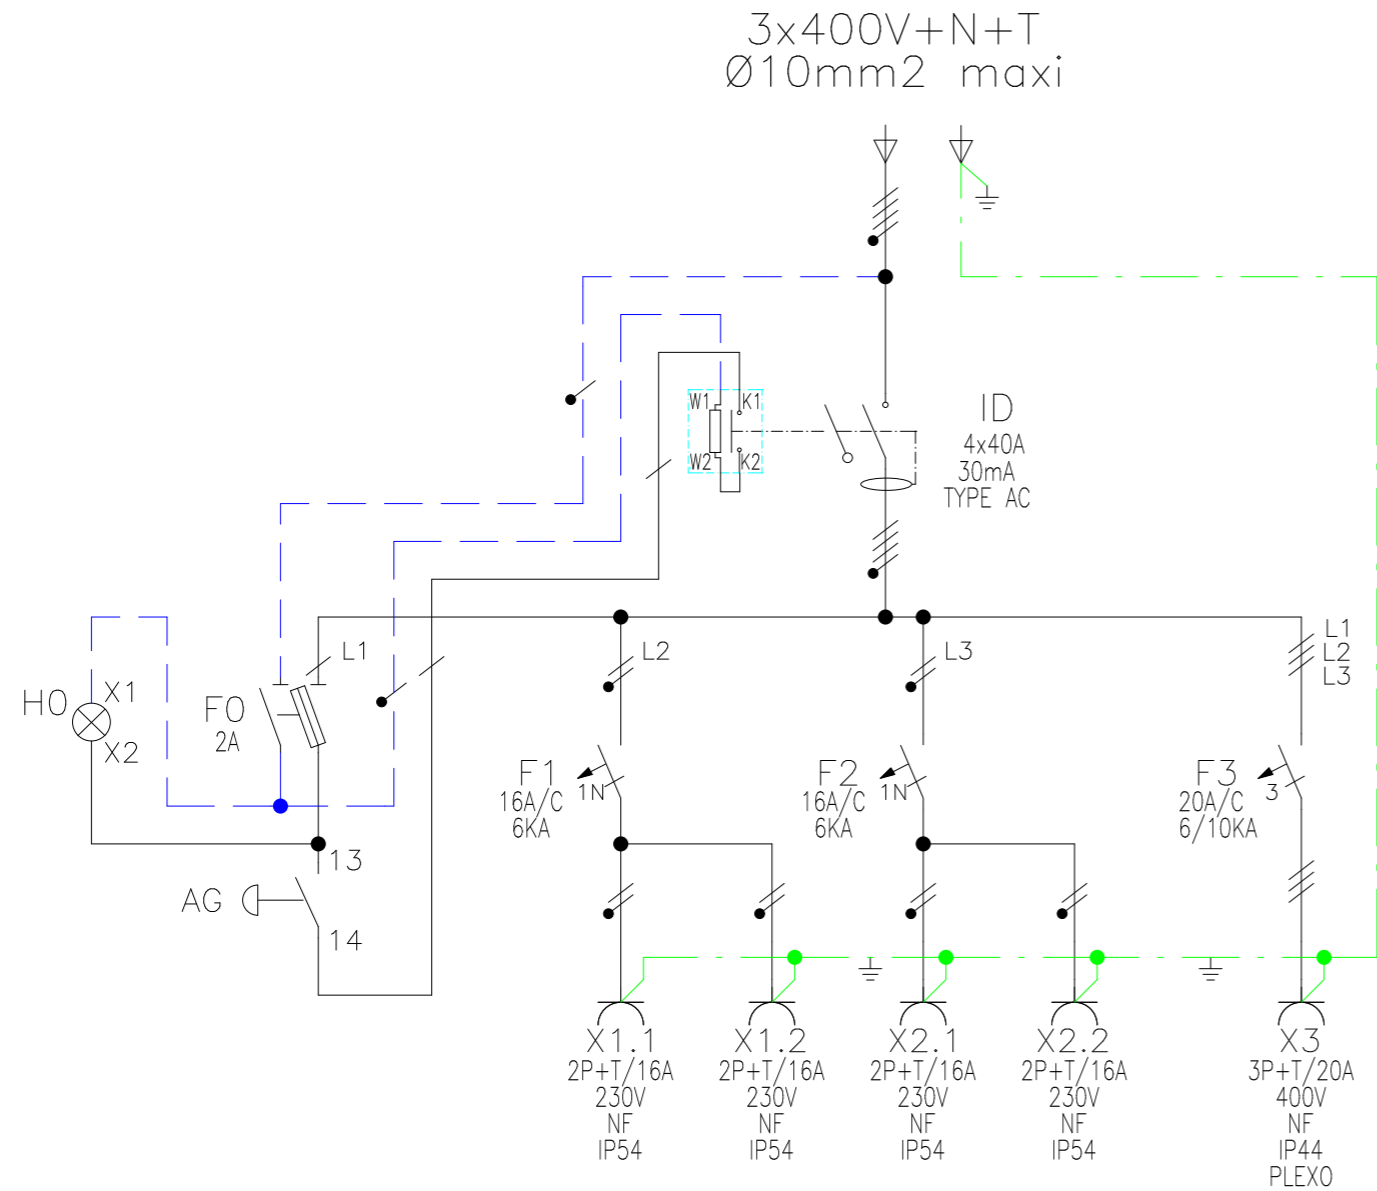 3x400V+N+T
Ø10mm2 maxi
W1
K1
W2
K2
ID
4x40A
30mA
TYPE AC
L1
L2
L3
L1
L2
L3
H0
X1
X2
F0
2A
F1
16A/C
6KA
1N
F2
16A/C
6KA
1N
F3
20A/C
6/10KA
3
13
AG
14
X1.1
2P+T/16A
230V
NF
IP54
X1.2
2P+T/16A
230V
NF
IP54
X2.1
2P+T/16A
230V
NF
IP54
X2.2
2P+T/16A
230V
NF
IP54
X3
3P+T/20A
400V
NF
IP44
PLEXO